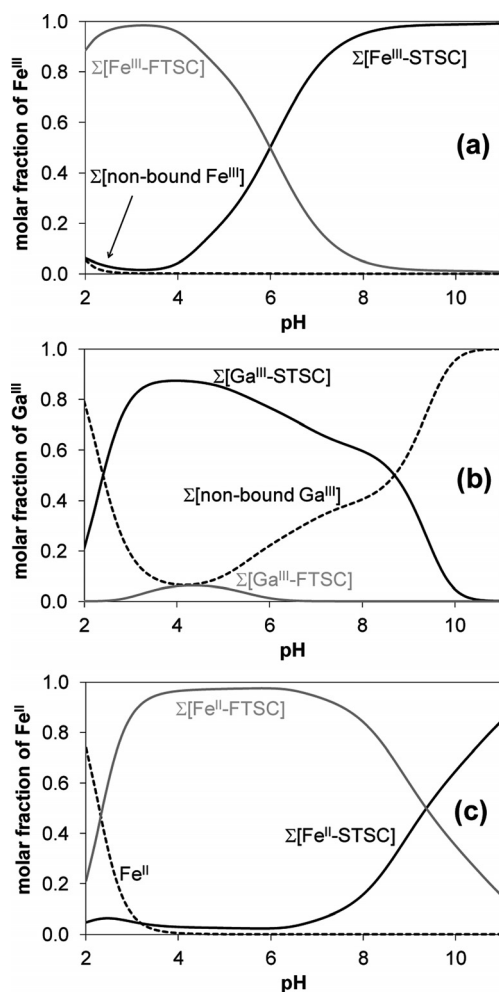 1.0
0.8
0.6
0.4
0.2
0.0
molar fraction of Fe^III
Σ[Fe^III-FTSC]
Σ[Fe^III-STSC]
(a)
Σ[non-bound Fe^III]
2 4 6 8 10
pH
1.0
0.8
0.6
0.4
0.2
0.0
molar fraction of Ga^III
Σ[Ga^III-STSC]
Σ[non-bound Ga^III]
(b)
Σ[Ga^III-FTSC]
2 4 6 8 10
pH
1.0
0.8
0.6
0.4
0.2
0.0
molar fraction of Fe^II
Σ[Fe^II-FTSC]
(c)
Σ[Fe^II-STSC]
Fe^II
2 4 6 8 10
pH